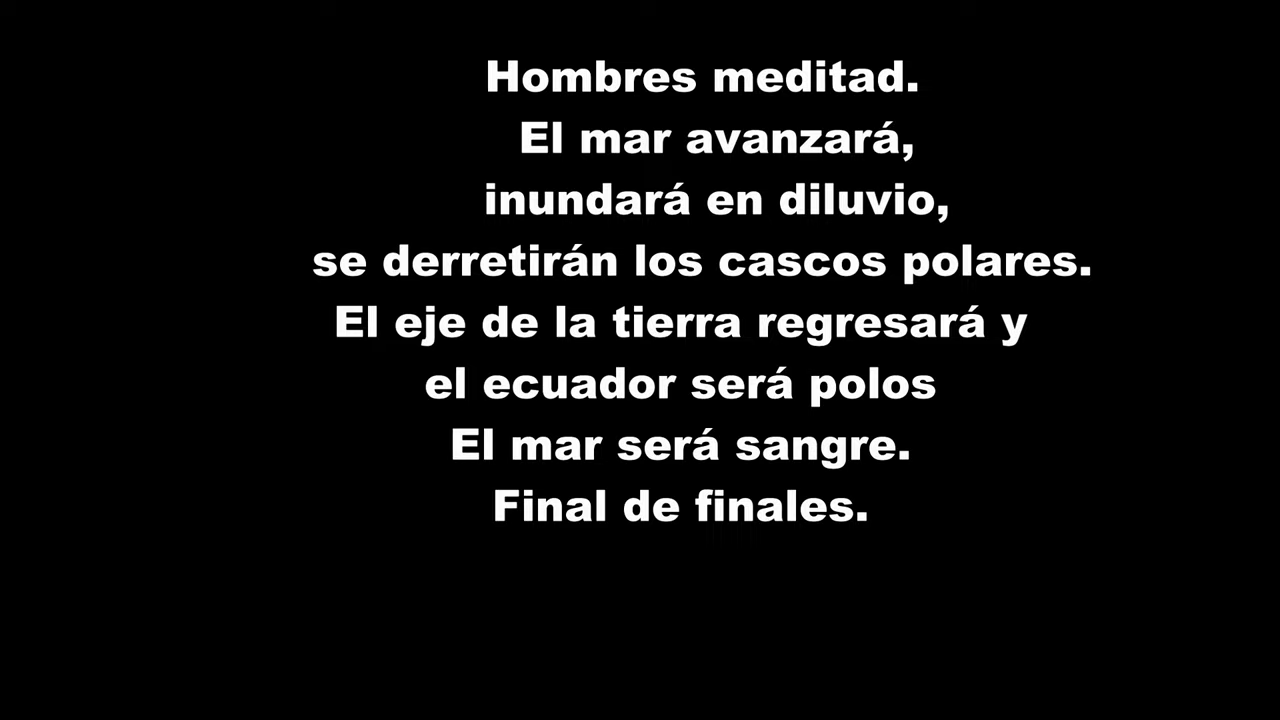 Hombres meditad.
El mar avanzará,
inundará en diluvio,
se derretirán los cascos polares.
El eje de la tierra regresará y
el ecuador será polos
El mar será sangre.
Final de finales.